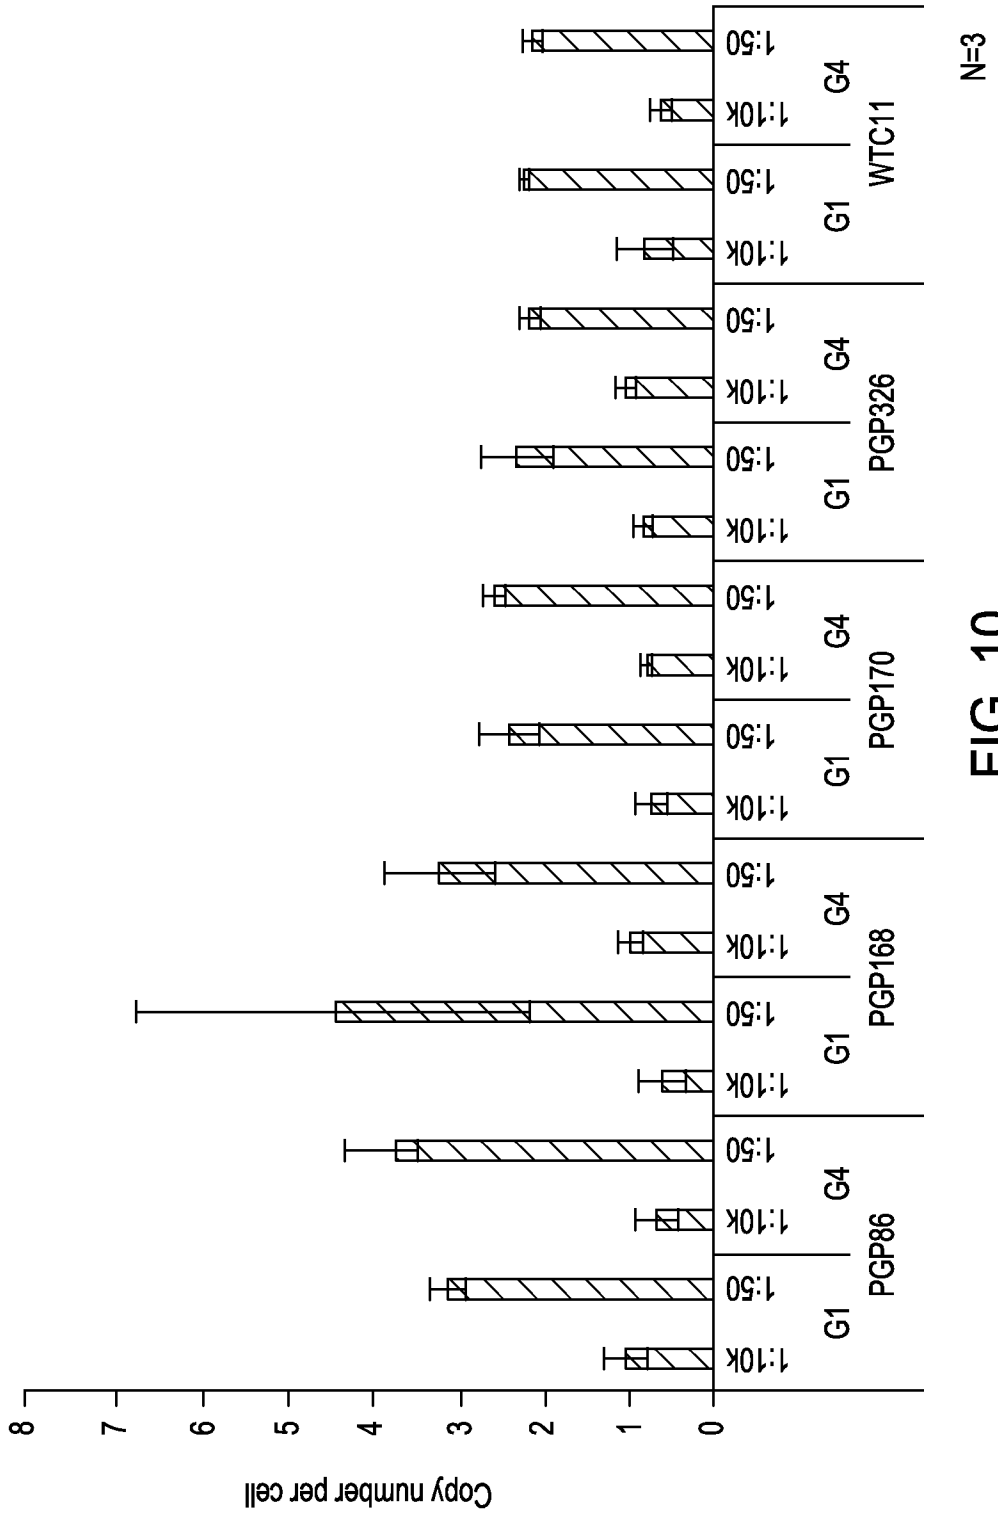 Copy number per cell
8
7
6
5
4
3
2
1
0
1:10k 1:50 1:10k 1:50 1:10k 1:50 1:10k 1:50 1:10k 1:50 1:10k 1:50 1:10k 1:50 1:10k 1:50 1:10k 1:50 1:10k 1:50
G1 G4 G1 G4 G1 G4 G1 G4 G1 G4
PGP86 PGP168 PGP170 PGP326 WTC11
N=3
FIG. 10